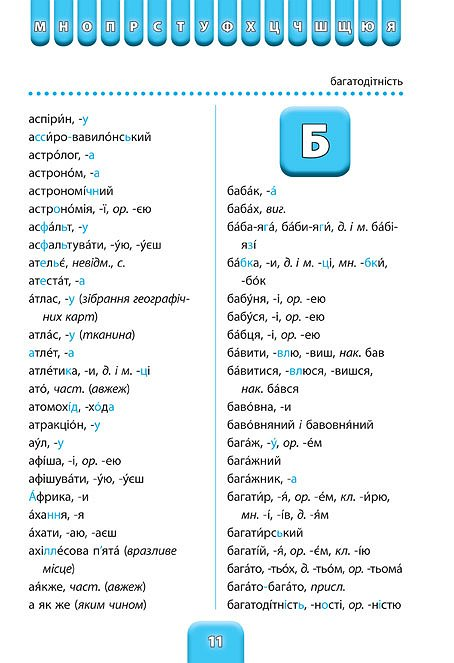 М Н О П Р С Т У Ф Х Ц Ч Ш Щ Ю Я
багатодітність
аспіри́н, -у
асси́ро-вавило́нський
астро́лог, -а
астроно́м, -а
астрономі́чний
астроно́мія, -ї, ор. -єю
асфа́льт, -у
асфальтува́ти, -у́ю, -у́єш
ательє́, невідм., с.
атеста́т, -а
а́тлас, -у (зібрання географіч-
них карт)
атла́с, -у (тканина)
атле́т, -а
атле́тика, -и, д. і м. -ці
ато́, част. (авжеж)
атомохі́д, -хо́да
атракціо́н, -у
ау́л, -у
афі́ша, -і, ор. -ею
афішува́ти, -у́ю, -у́єш
А́фрика, -и
а́хання, -я
а́хати, -аю, -аєш
ахілле́сова п’ята́ (вразливе
місце)
ая́кже, част. (авжеж)
а як же (яким чином)
Б
баба́к, -а́
баба́х, виг.
ба́ба-яга́, ба́би-яги́, д. і м. ба́бі-
язі́
ба́бка, -и, д. і м. -ці, мн. -бки́,
-бо́к
бабу́ня, -і, ор. -ею
бабу́ся, -і, ор. -ею
ба́бця, -і, ор. -ею
ба́вити, -влю, -виш, нак. бав
ба́витися, -влюся, -вишся,
нак. ба́вся
баво́вна, -и
баво́вняний і бавовня́ний
бага́ж, -у́, ор. -е́м
бага́жний
бага́жник, -а
багати́р, -я́, ор. -е́м, кл. -и́рю,
мн. -і́, -і́в, д. -я́м
багати́рський
багаті́й, -я́, ор. -є́м, кл. -і́ю
бага́то, -тьо́х, д. -тьо́м, ор. -тьома́
бага́то-бага́то, присл.
багатоді́тність, -ності, ор. -ністю
11